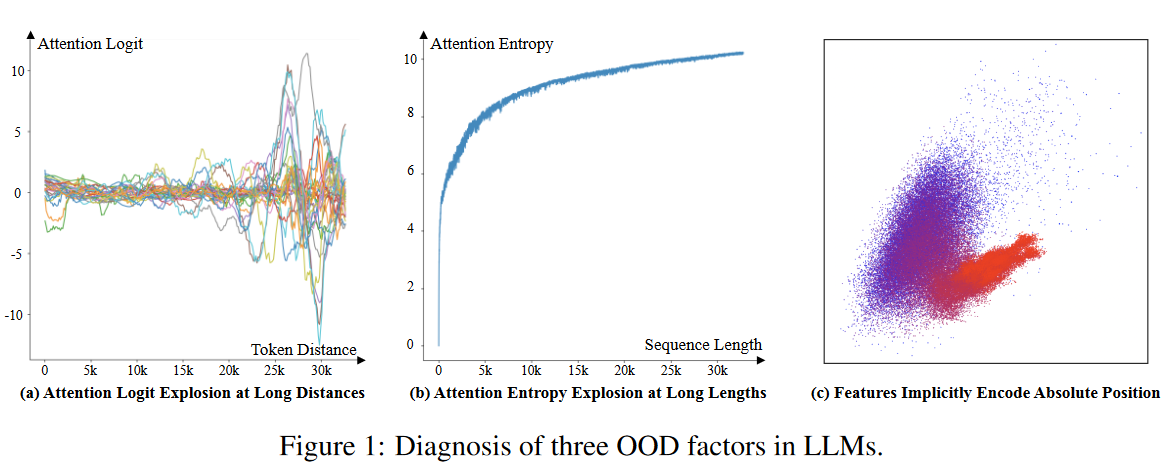 Attention Logit
10
5
0
-5
-10
Token Distance
0 5k 10k 15k 20k 25k 30k
(a) Attention Logit Explosion at Long Distances
Attention Entropy
10
8
6
4
2
0
Sequence Length
0 5k 10k 15k 20k 25k 30k
(b) Attention Entropy Explosion at Long Lengths
(c) Features Implicitly Encode Absolute Position
Figure 1: Diagnosis of three OOD factors in LLMs.